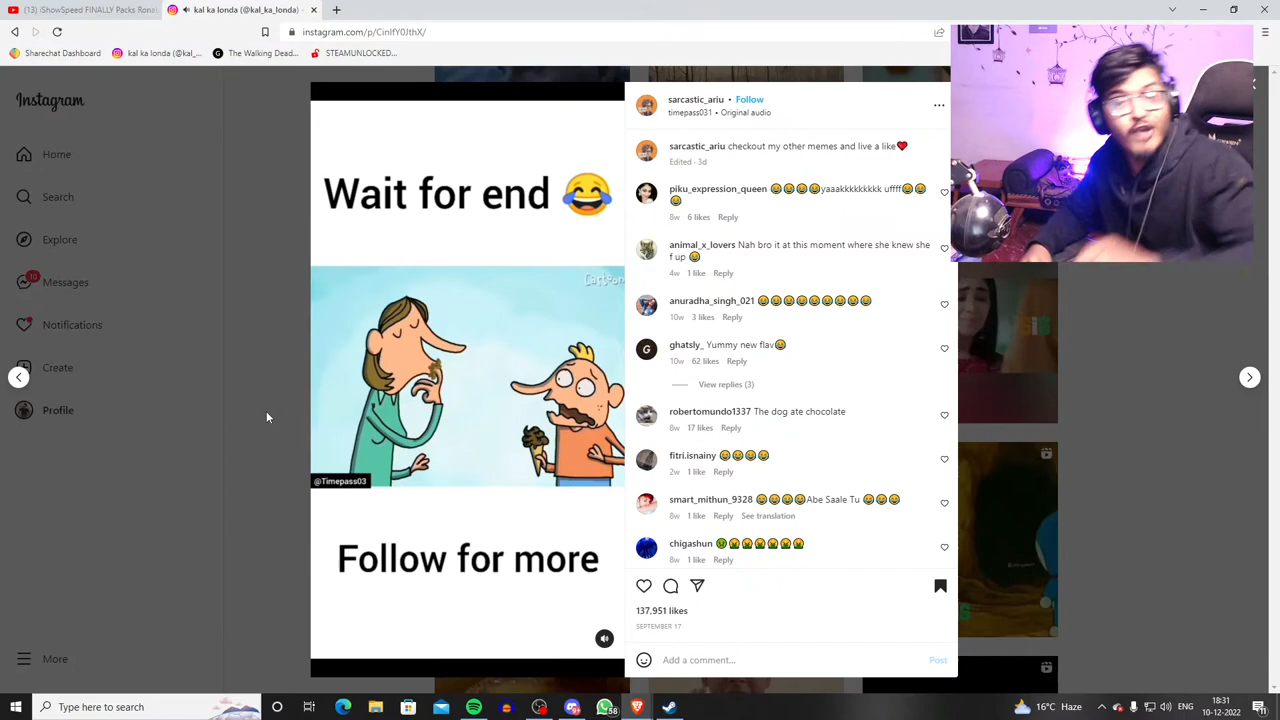 (13) iShowSpeed FINALLY Packs Rona
kal ka londa (@kal_ka_londa)
instagram.com/p/CinIfY0JthX/
Sharechat Dashboard
kal ka londa (@kal_...
The Walking D
STEAMUNLOCKED...
Instagram
Home
Search
Explore
10
Messages
Notifications
Create
Profile
More
Wait for end 😂
Cartoon
@Timepass03
Follow for more
sarcastic_ariu • Follow
timepass031 • Original audio
sarcastic_ariu checkout my other memes and live a like❤
Edited · 3d
piku_expression_queen 😂😂😂😂yaaakkkkkkkkk uffff😂😂
😂
8w 6 likes Reply
animal_x_lovers Nah bro it at this moment where she knew she
f up 😂
4w 1 like Reply
anuradha_singh_021 😂😂😂😂😂😂😂😂😂
10w 3 likes Reply
ghatsly_ Yummy new flav😂
10w 62 likes Reply
View replies (3)
robertomundo1337 The dog ate chocolate
8w 17 likes Reply
fitri.isnainy 😂😂😂😂
2w 1 like Reply
smart_mithun_9328 😂😂😂😂Abe Saale Tu 😂😂😂
8w 1 like Reply See translation
chigashun 🤢🤮🤮🤮🤮🤮🤮
8w 1 like Reply
137,951 likes
SEPTEMBER 17
Add a comment...
Post
Type here to search
58
16°C Haze
ENG
18:31
10-12-2022
1